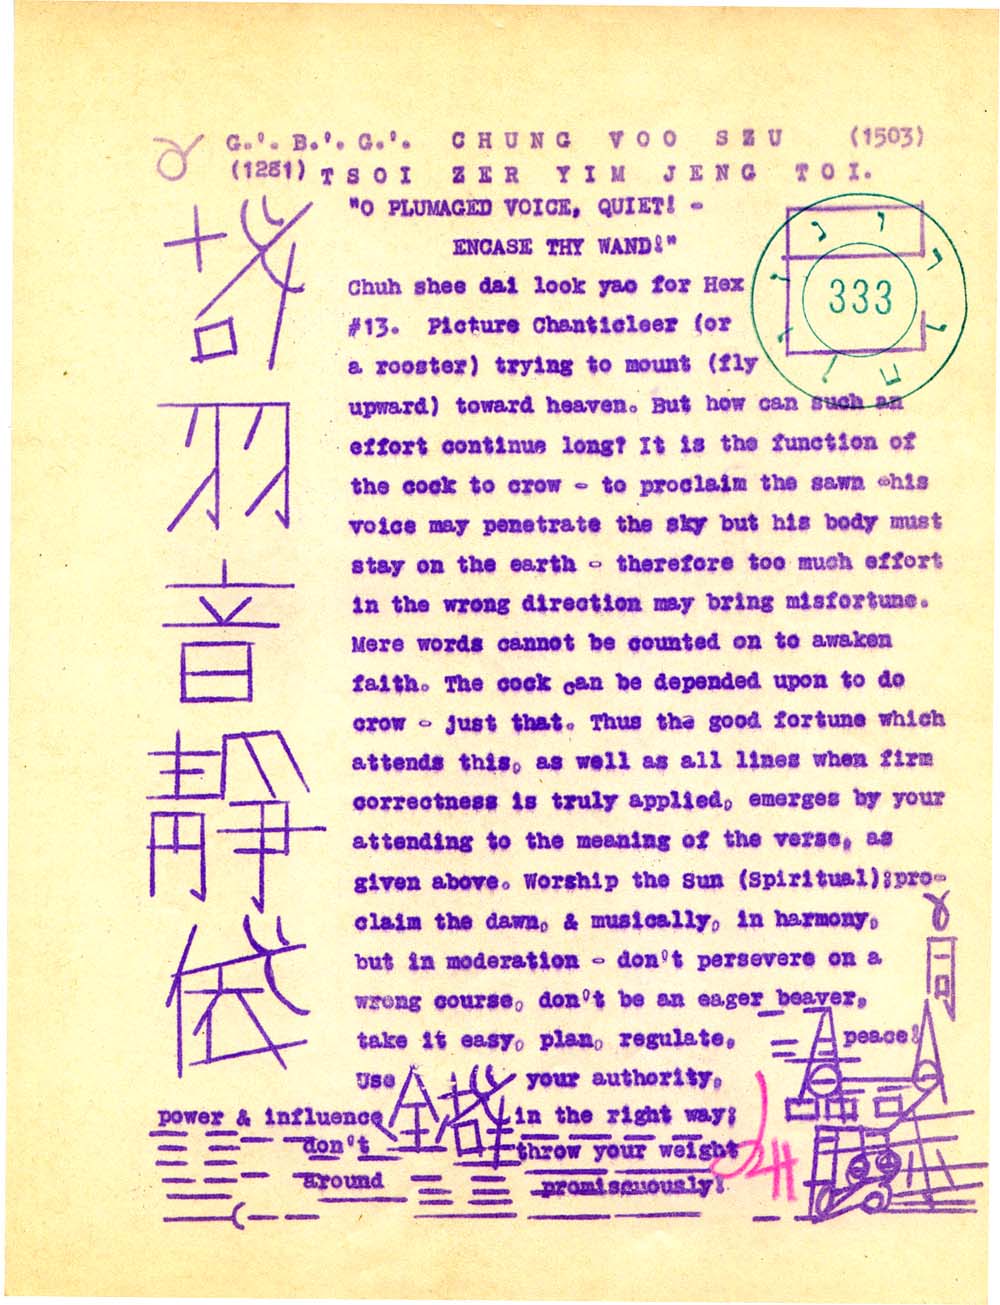 G.'. B.'. G.'. CHUNG VOO SZU (1503)
(1251) TSOI ZER YIM JENG TOI.
"O PLUMAGED VOICE, QUIET! -
ENCASE THY WAND!"
Chuh shee dai look yao for Hex
#13. Picture Chanticleer (or
a rooster) trying to mount (fly
upward) toward heaven. But how can such an
effort continue long? It is the function of
the cock to crow - to proclaim the sawn -his
voice may penetrate the sky but his body must
stay on the earth - therefore too much effort
in the wrong direction may bring misfortune.
Mere words cannot be counted on to awaken
faith. The cock can be depended upon to do
crow - just that. Thus the good fortune which
attends this, as well as all lines when firm
correctness is truly applied, emerges by your
attending to the meaning of the verse, as
given above. Worship the Sun (Spiritual);pro-
claim the dawn, & musically, in harmony,
but in moderation - don't persevere on a
wrong course, don't be an eager beaver,
take it easy, plan, regulate, peace!
Use your authority,
power & influence in the right way;
don't throw your weight
around promiscuously!
333
哉
羽
音
靜